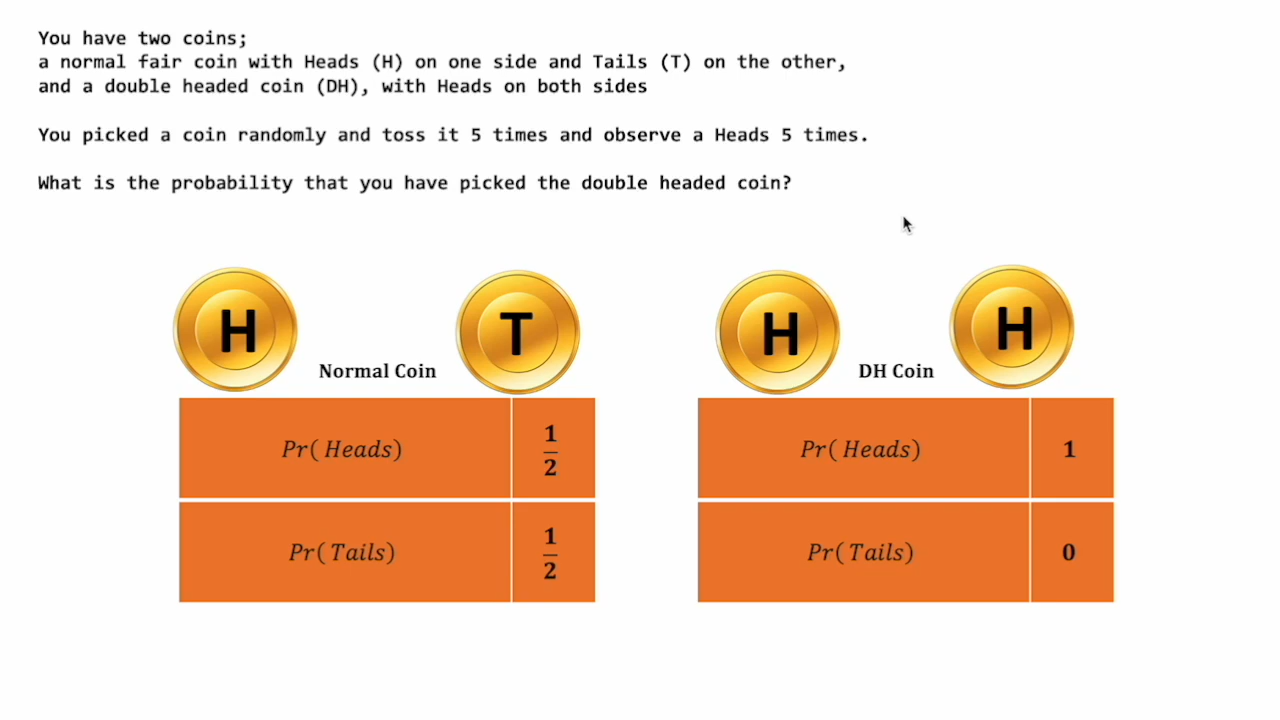 You have two coins;
a normal fair coin with Heads (H) on one side and Tails (T) on the other,
and a double headed coin (DH), with Heads on both sides
You picked a coin randomly and toss it 5 times and observe a Heads 5 times.
What is the probability that you have picked the double headed coin?
H T H H
Normal Coin DH Coin
Pr( Heads) 1/2 Pr( Heads) 1
Pr( Tails) 1/2 Pr( Tails) 0